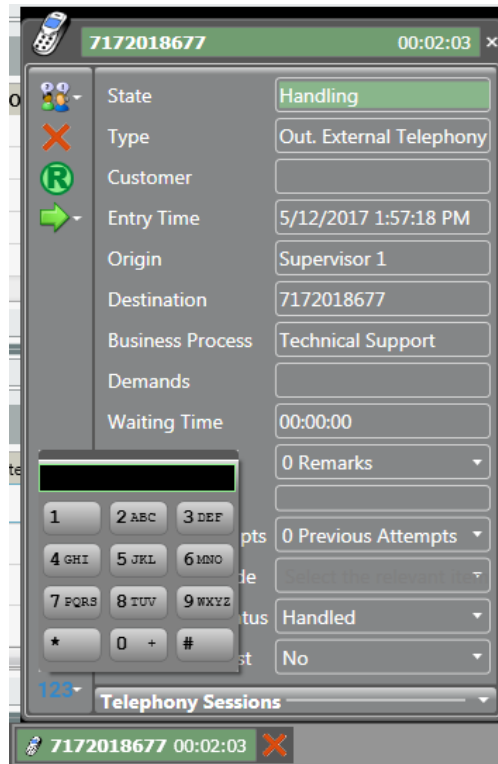 7172018677 00:02:03 ×
State Handling
Type Out. External Telephony
Customer
Entry Time 5/12/2017 1:57:18 PM
Origin Supervisor 1
Destination 7172018677
Business Process Technical Support
Demands
Waiting Time 00:00:00
0 Remarks
pts 0 Previous Attempts
de Select the relevant ite
tus Handled
st No
1 2 ABC 3 DEF
4 GHI 5 JKL 6 MNO
7 PQRS 8 TUV 9 WXYZ
* 0 + #
123
Telephony Sessions
7172018677 00:02:03